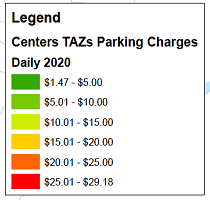 Legend
Centers TAZs Parking Charges
Daily 2020
$1.47 - $5.00
$5.01 - $10.00
$10.01 - $15.00
$15.01 - $20.00
$20.01 - $25.00
$25.01 - $29.18